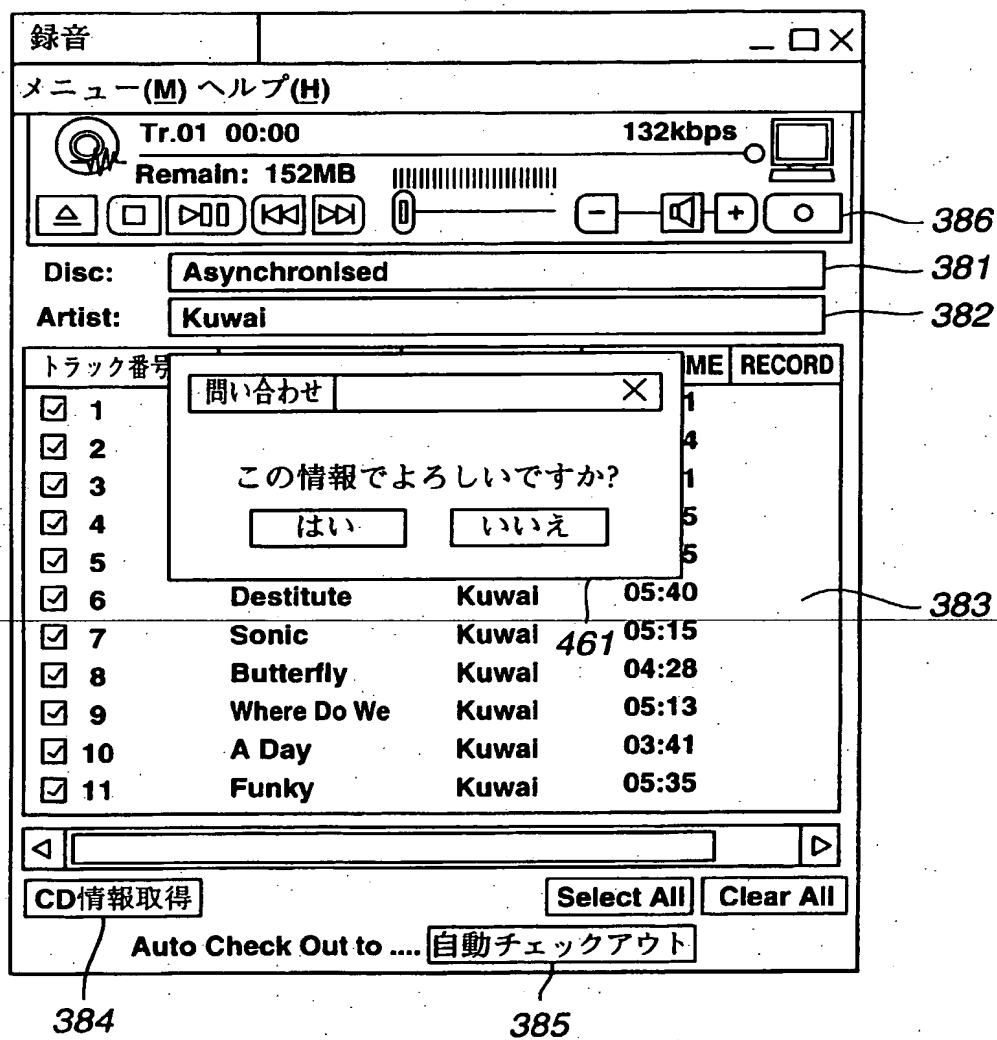 録音
メニュー(M) ヘルプ(H)
Tr.01 00:00 132kbps
Remain: 152MB
386
Disc: Asynchronised 381
Artist: Kuwai 382
トラック番号 ME RECORD
問い合わせ
1 1
2 4
3 1
この情報でよろしいですか?
4 5
はい いいえ
5 5
6 Destitute Kuwai 05:40
383
7 Sonic Kuwai 05:15
461
8 Butterfly Kuwai 04:28
9 Where Do We Kuwai 05:13
10 A Day Kuwai 03:41
11 Funky Kuwai 05:35
CD情報取得 Select All Clear All
Auto Check Out to .... 自動チェックアウト
384 385